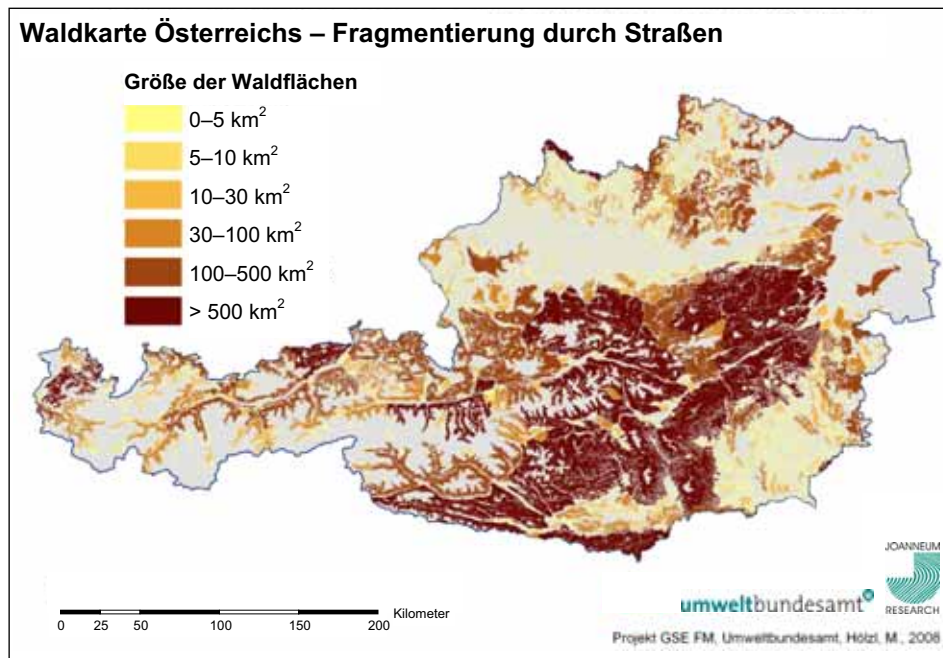 Waldkarte Österreichs – Fragmentierung durch Straßen
Größe der Waldflächen
0–5 km²
5–10 km²
10–30 km²
30–100 km²
100–500 km²
> 500 km²
Kilometer
0 25 50 100 150 200
JOANNEUM
RESEARCH
umweltbundesamt
Projekt GSE FM, Umweltbundesamt, Hölzl, M., 2008